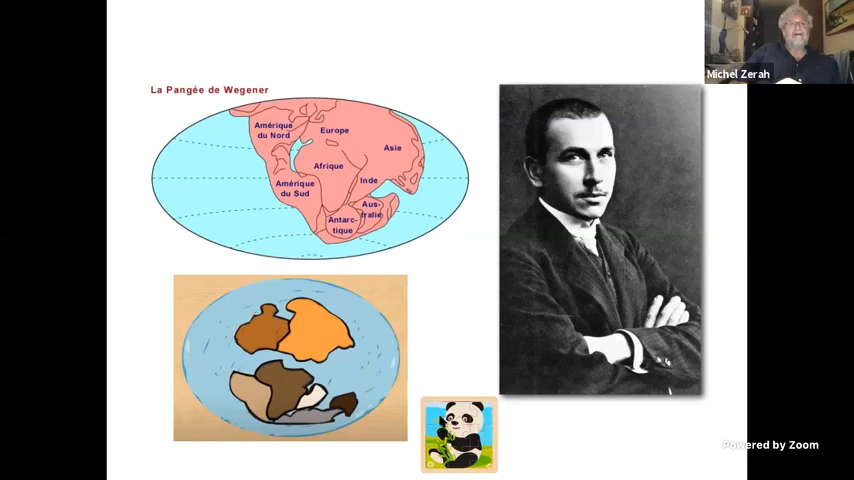 Michel Zerah
La Pangée de Wegener
Amérique
du Nord
Europe
Asie
Afrique
Inde
Amérique
du Sud
Aus-
tralie
Antarc-
tique
Powered by Zoom